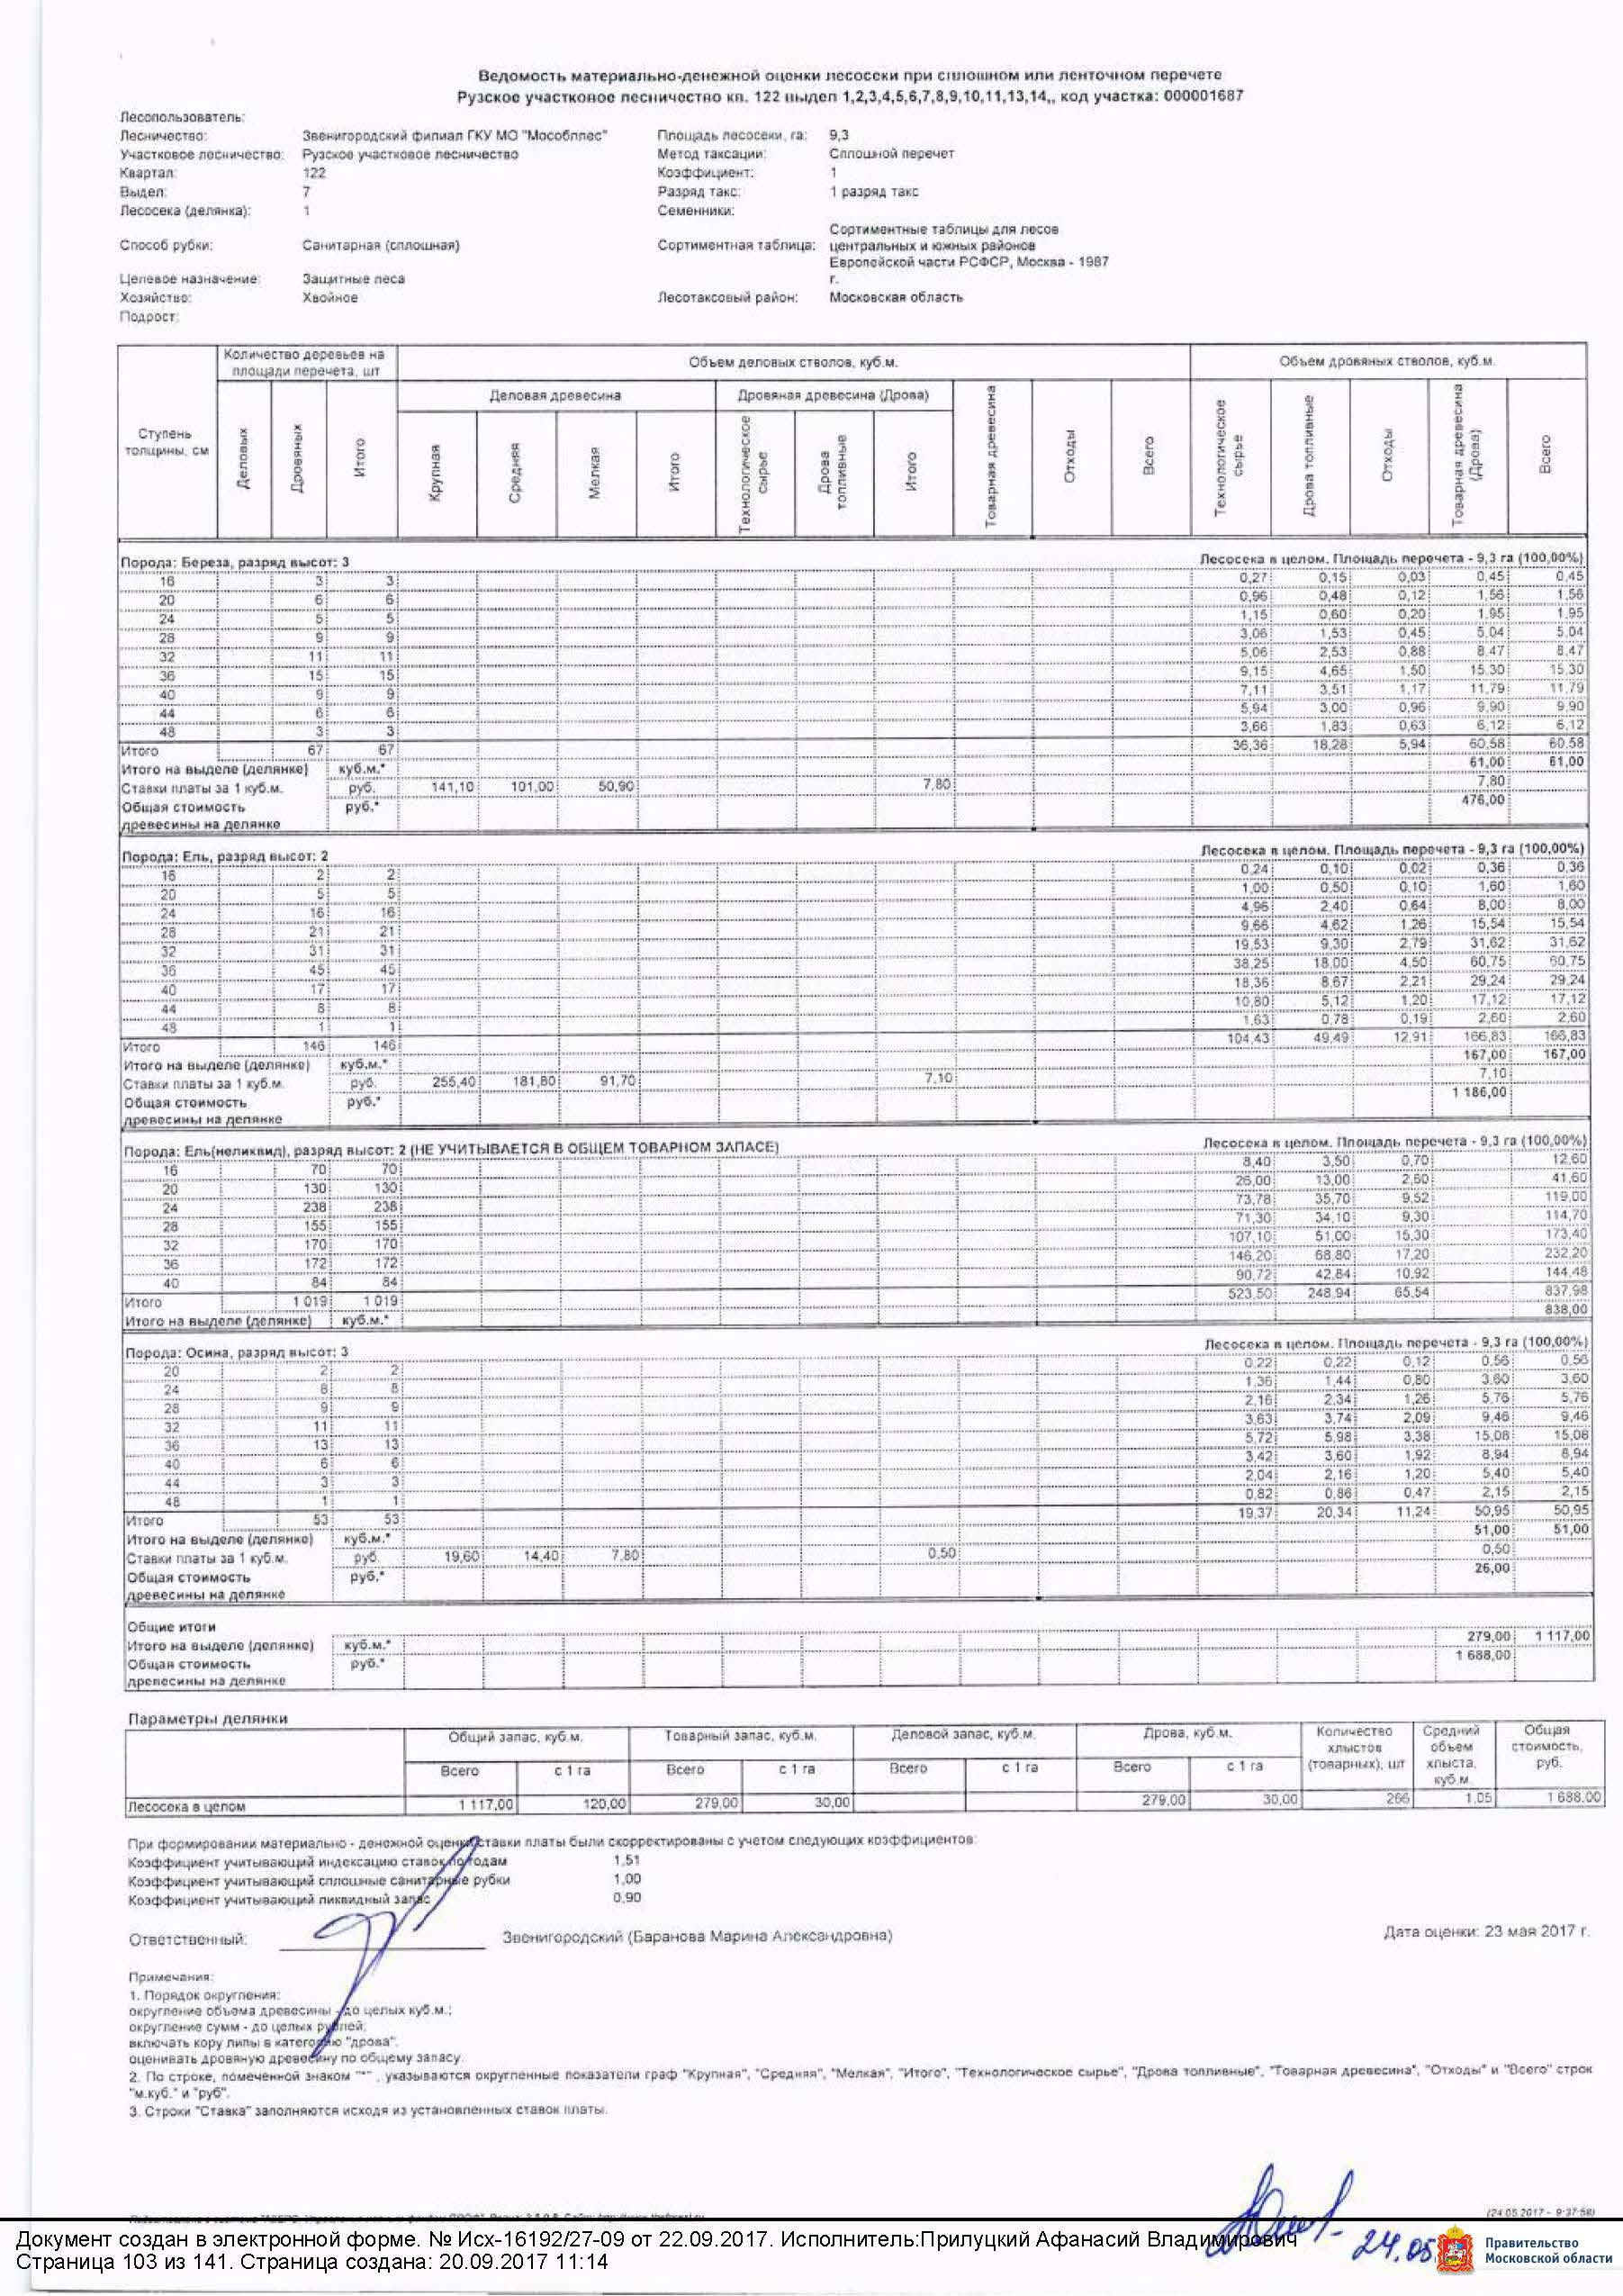 Ведомость материально-денежной оценки лесосеки при сплошном или ленточном перечете
Рузское участковое лесничество кв. 122 выдел 1,2,3,4,5,6,7,8,9,10,11,13,14,, код участка: 000001687
Лесопользователь:
Лесничество: Звенигородский филиал ГКУ МО "Мособллес" Площадь лесосеки, га: 9,3
Участковое лесничество: Рузское участковое лесничество Метод таксации: Сплошной перечет
Квартал: 122 Коэффициент: 1
Выдел: 7 Разряд такс: 1 разряд такс
Лесосека (делянка): 1 Семенники:
Способ рубки: Санитарная (сплошная) Сортиментная таблица: Сортиментные таблицы для лесов
центральных и южных районов
Европейской части РСФСР, Москва - 1987
г.
Целевое назначение: Защитные леса
Хозяйство: Хвойное Лесотаксовый район: Московская область
Подрост:
Ступень толщины, см
Количество деревьев на площади перечета, шт
Объем деловых стволов, куб.м.
Объем дровяных стволов, куб.м.
Деловая древесина
Дровяная древесина (Дрова)
Деловых Дровяных Итого Крупная Средняя Мелкая Итого Технологическое сырье Дрова топливные Итого Товарная древесина Отходы Всего Технологическое сырье Дрова топливные Отходы Товарная древесина (Дрова) Всего
Порода: Береза, разряд высот: 3 Лесосека в целом. Площадь перечета - 9,3 га (100,00%)
16 3 3 0,27 0,15 0,03 0,45 0,45
20 6 6 0,96 0,48 0,12 1,56 1,56
24 5 5 1,15 0,60 0,20 1,95 1,95
28 9 9 3,06 1,53 0,45 5,04 5,04
32 11 11 5,06 2,53 0,88 8,47 8,47
36 15 15 9,15 4,65 1,50 15,30 15,30
40 9 9 7,11 3,51 1,17 11,79 11,79
44 6 6 5,94 3,00 0,96 9,90 9,90
48 3 3 3,66 1,83 0,63 6,12 6,12
Итого 67 67 36,36 18,28 5,94 60,58 60,58
Итого на выделе (делянке) куб.м.* 61,00 61,00
Ставки платы за 1 куб.м. руб. 141,10 101,00 50,90 7,80 7,80
Общая стоимость руб.* 476,00
древесины на делянке
Порода: Ель, разряд высот: 2 Лесосека в целом. Площадь перечета - 9,3 га (100,00%)
16 2 2 0,24 0,10 0,02 0,36 0,36
20 5 5 1,00 0,50 0,10 1,60 1,60
24 16 16 4,96 2,40 0,64 8,00 8,00
28 21 21 9,66 4,62 1,26 15,54 15,54
32 31 31 19,53 9,30 2,79 31,62 31,62
36 45 45 38,25 18,00 4,50 60,75 60,75
40 17 17 18,36 8,67 2,21 29,24 29,24
44 8 8 10,80 5,12 1,20 17,12 17,12
48 1 1 1,63 0,78 0,19 2,60 2,60
Итого 146 146 104,43 49,49 12,91 166,83 166,83
Итого на выделе (делянке) куб.м.* 167,00 167,00
Ставки платы за 1 куб.м. руб. 255,40 181,80 91,70 7,10 7,10
Общая стоимость руб.* 1 186,00
древесины на делянке
Порода: Ель(неликвид), разряд высот: 2 (НЕ УЧИТЫВАЕТСЯ В ОБЩЕМ ТОВАРНОМ ЗАПАСЕ) Лесосека в целом. Площадь перечета - 9,3 га (100,00%)
16 70 70 8,40 3,50 0,70 12,60
20 130 130 26,00 13,00 2,60 41,60
24 238 238 73,78 35,70 9,52 119,00
28 155 155 71,30 34,10 9,30 114,70
32 170 170 107,10 51,00 15,30 173,40
36 172 172 146,20 68,80 17,20 232,20
40 84 84 90,72 42,84 10,92 144,48
Итого 1 019 1 019 523,50 248,94 65,54 837,98
Итого на выделе (делянке) куб.м.* 838,00
Порода: Осина, разряд высот: 3 Лесосека в целом. Площадь перечета - 9,3 га (100,00%)
20 2 2 0,22 0,22 0,12 0,56 0,56
24 8 8 1,36 1,44 0,80 3,60 3,60
28 9 9 2,16 2,34 1,26 5,76 5,76
32 11 11 3,63 3,74 2,09 9,46 9,46
36 13 13 5,72 5,98 3,38 15,08 15,08
40 6 6 3,42 3,60 1,92 8,94 8,94
44 3 3 2,04 2,16 1,20 5,40 5,40
48 1 1 0,82 0,86 0,47 2,15 2,15
Итого 53 53 19,37 20,34 11,24 50,95 50,95
Итого на выделе (делянке) куб.м.* 51,00 51,00
Ставки платы за 1 куб.м. руб. 19,60 14,40 7,80 0,50 0,50
Общая стоимость руб.* 26,00
древесины на делянке
Общие итоги
Итого на выделе (делянке) куб.м.* 279,00 1 117,00
Общая стоимость руб.* 1 688,00
древесины на делянке
Параметры делянки
Общий запас, куб.м. Товарный запас, куб.м. Деловой запас, куб.м. Дрова, куб.м. Количество хлыстов (товарных), шт Средний объем хлыста, куб.м. Общая стоимость, руб.
Всего с 1 га Всего с 1 га Всего с 1 га Всего с 1 га
Лесосека в целом 1 117,00 120,00 279,00 30,00 279,00 30,00 266 1,05 1 688,00
При формировании материально - денежной оценки ставки платы были скорректированы с учетом следующих коэффициентов:
Коэффициент учитывающий индексацию ставок по годам 1,51
Коэффициент учитывающий сплошные санитарные рубки 1,00
Коэффициент учитывающий ликвидный запас 0,90
Ответственный: Звенигородский (Баранова Марина Александровна) Дата оценки: 23 мая 2017 г.
Примечания:
1. Порядок округления:
округление объема древесины - до целых куб.м.;
округление сумм - до целых рублей;
включать кору липы в категорию "дрова".
оценивать дровяную древесину по общему запасу.
2. По строке, помеченной знаком "*" , указываются округленные показатели граф "Крупная", "Средняя", "Мелкая", "Итого", "Технологическое сырье", "Дрова топливные", "Товарная древесина", "Отходы" и "Всего" строк
"м.куб." и "руб".
3. Строки "Ставка" заполняются исходя из установленных ставок платы.
(24.05.2017 - 9:37:58)
24.05
Документ создан в электронной форме. № Исх-16192/27-09 от 22.09.2017. Исполнитель:Прилуцкий Афанасий Владимирович
Страница 103 из 141. Страница создана: 20.09.2017 11:14
Правительство
Московской области